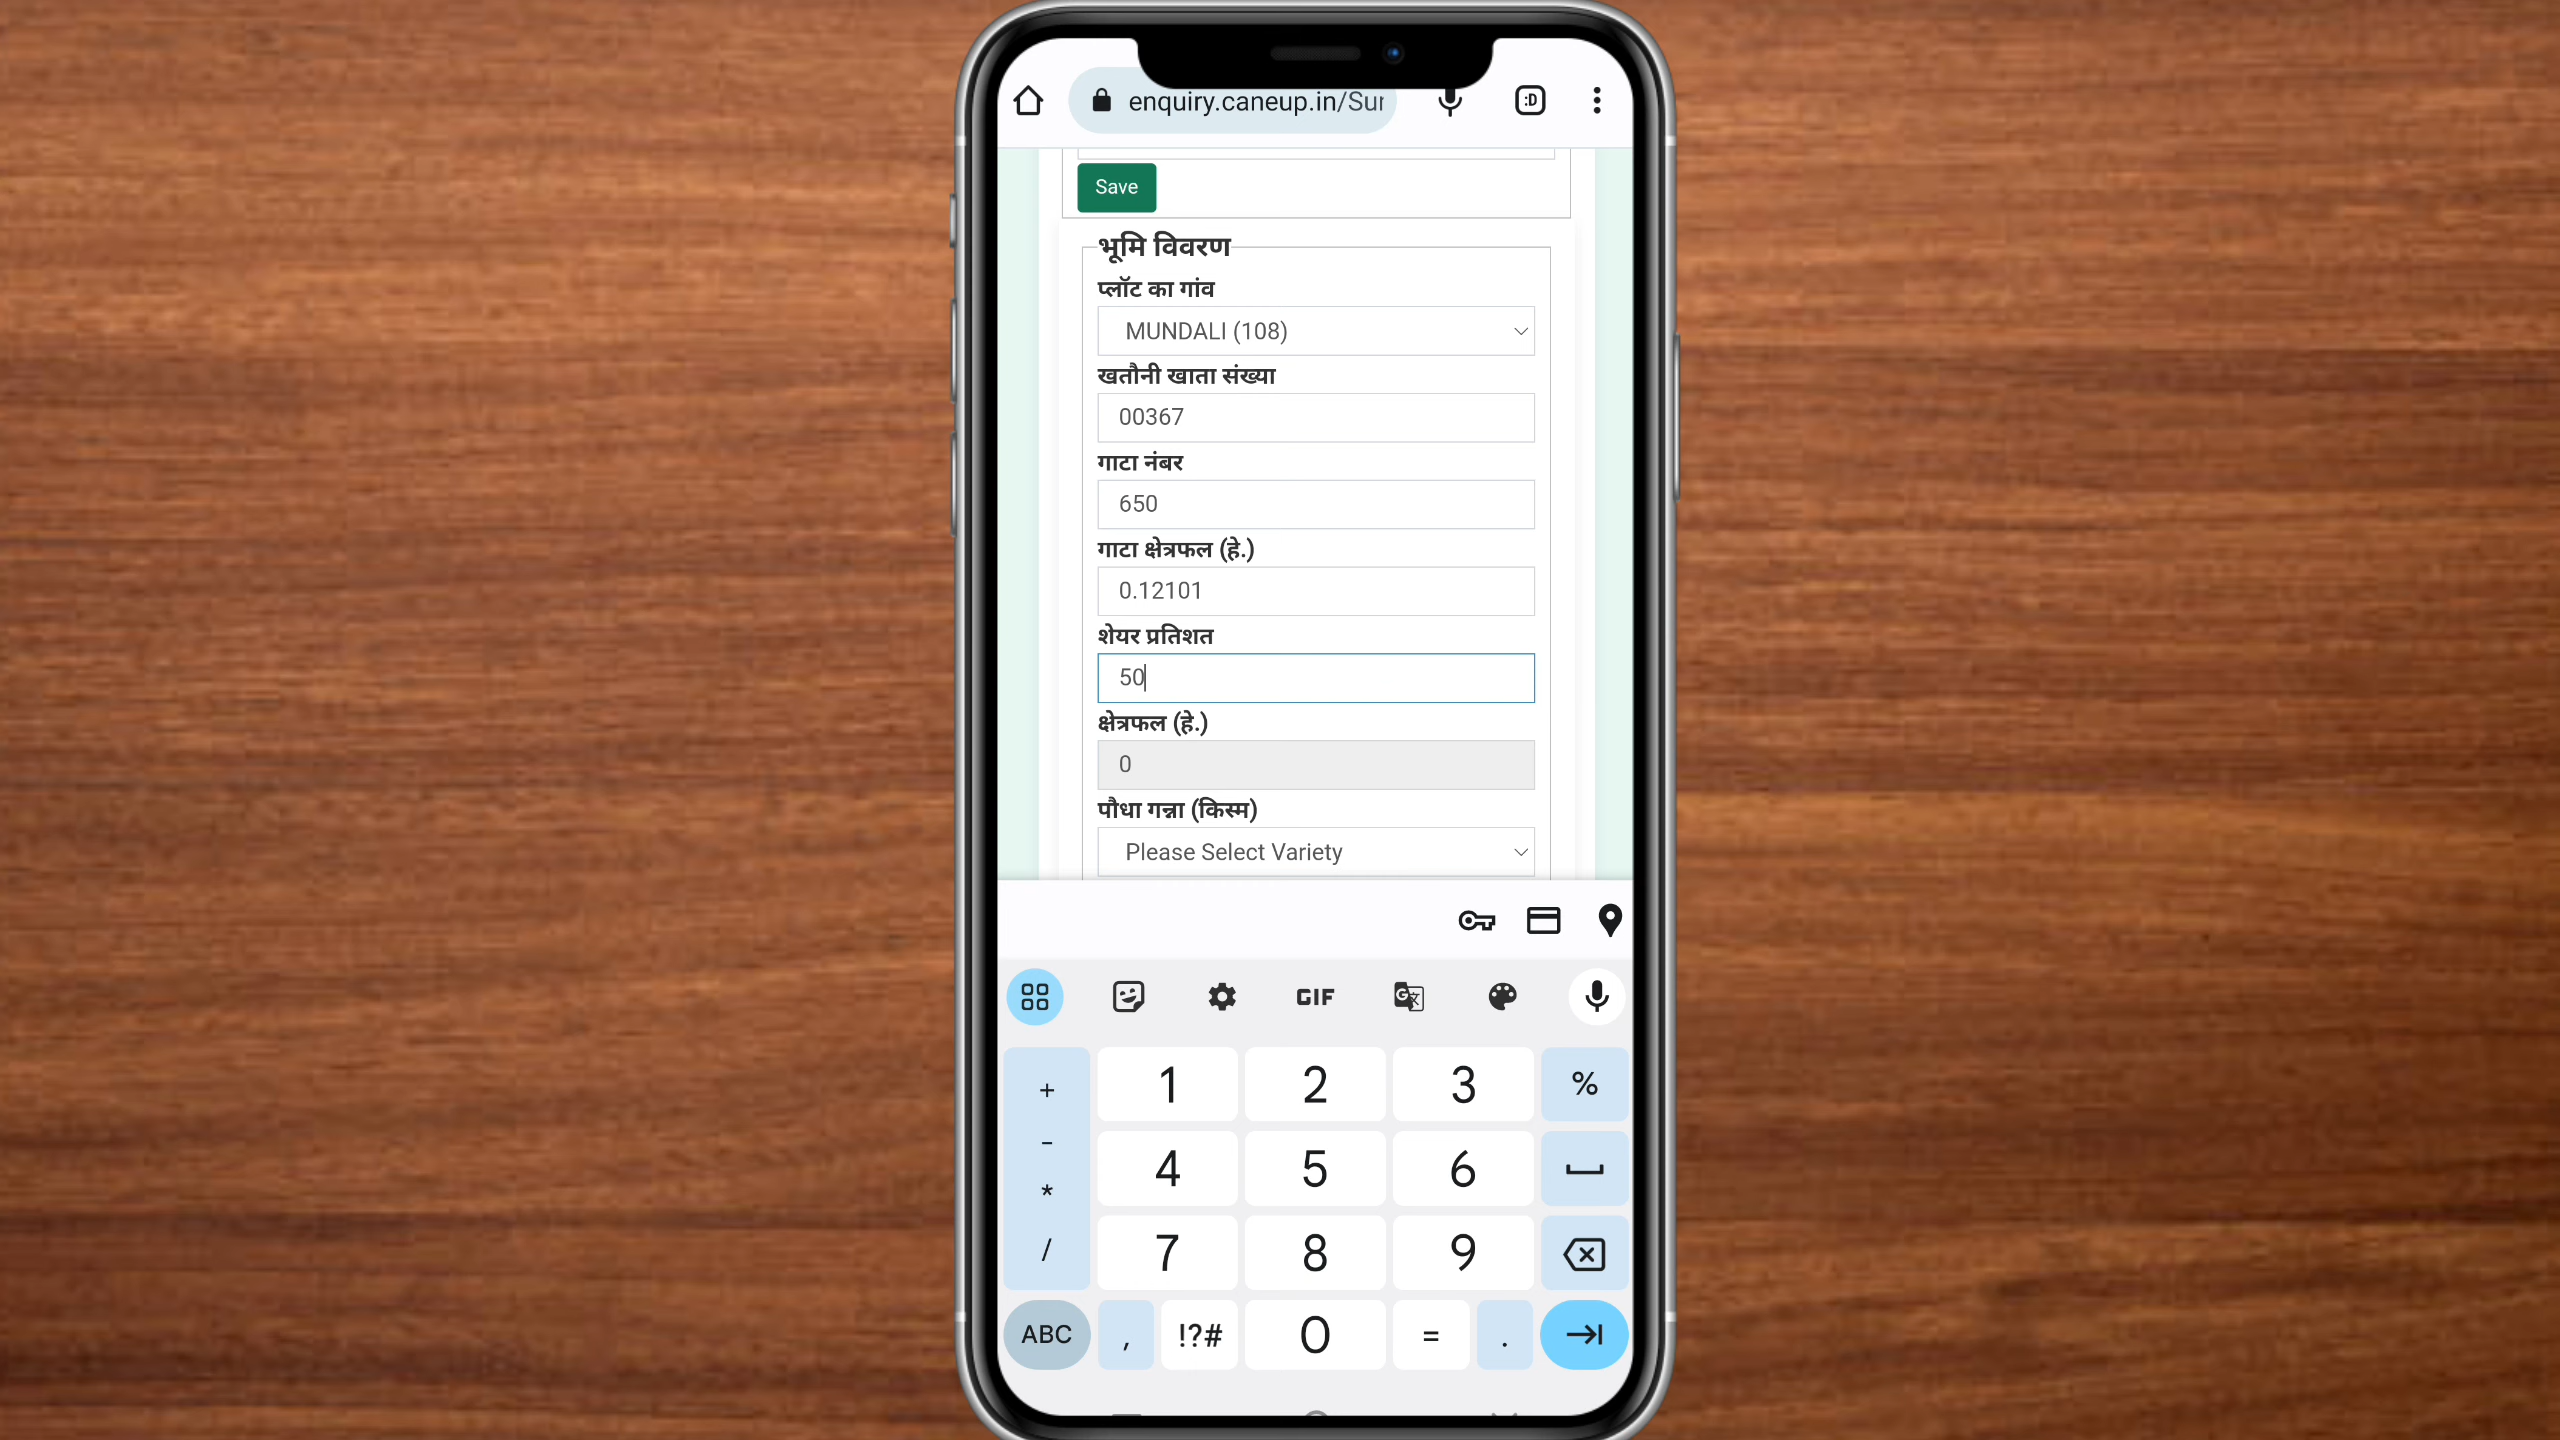 enquiry.caneup.in/Sur
:D
Save
भूमि विवरण
प्लॉट का गांव
MUNDALI (108)
खतौनी खाता संख्या
00367
गाटा नंबर
650
गाटा क्षेत्रफल (हे.)
0.12101
शेयर प्रतिशत
50
क्षेत्रफल (हे.)
0
पौधा गन्ना (किस्म)
Please Select Variety
GIF
+ 1 2 3 %
- 4 5 6
*
/ 7 8 9
ABC , !?# 0 = .